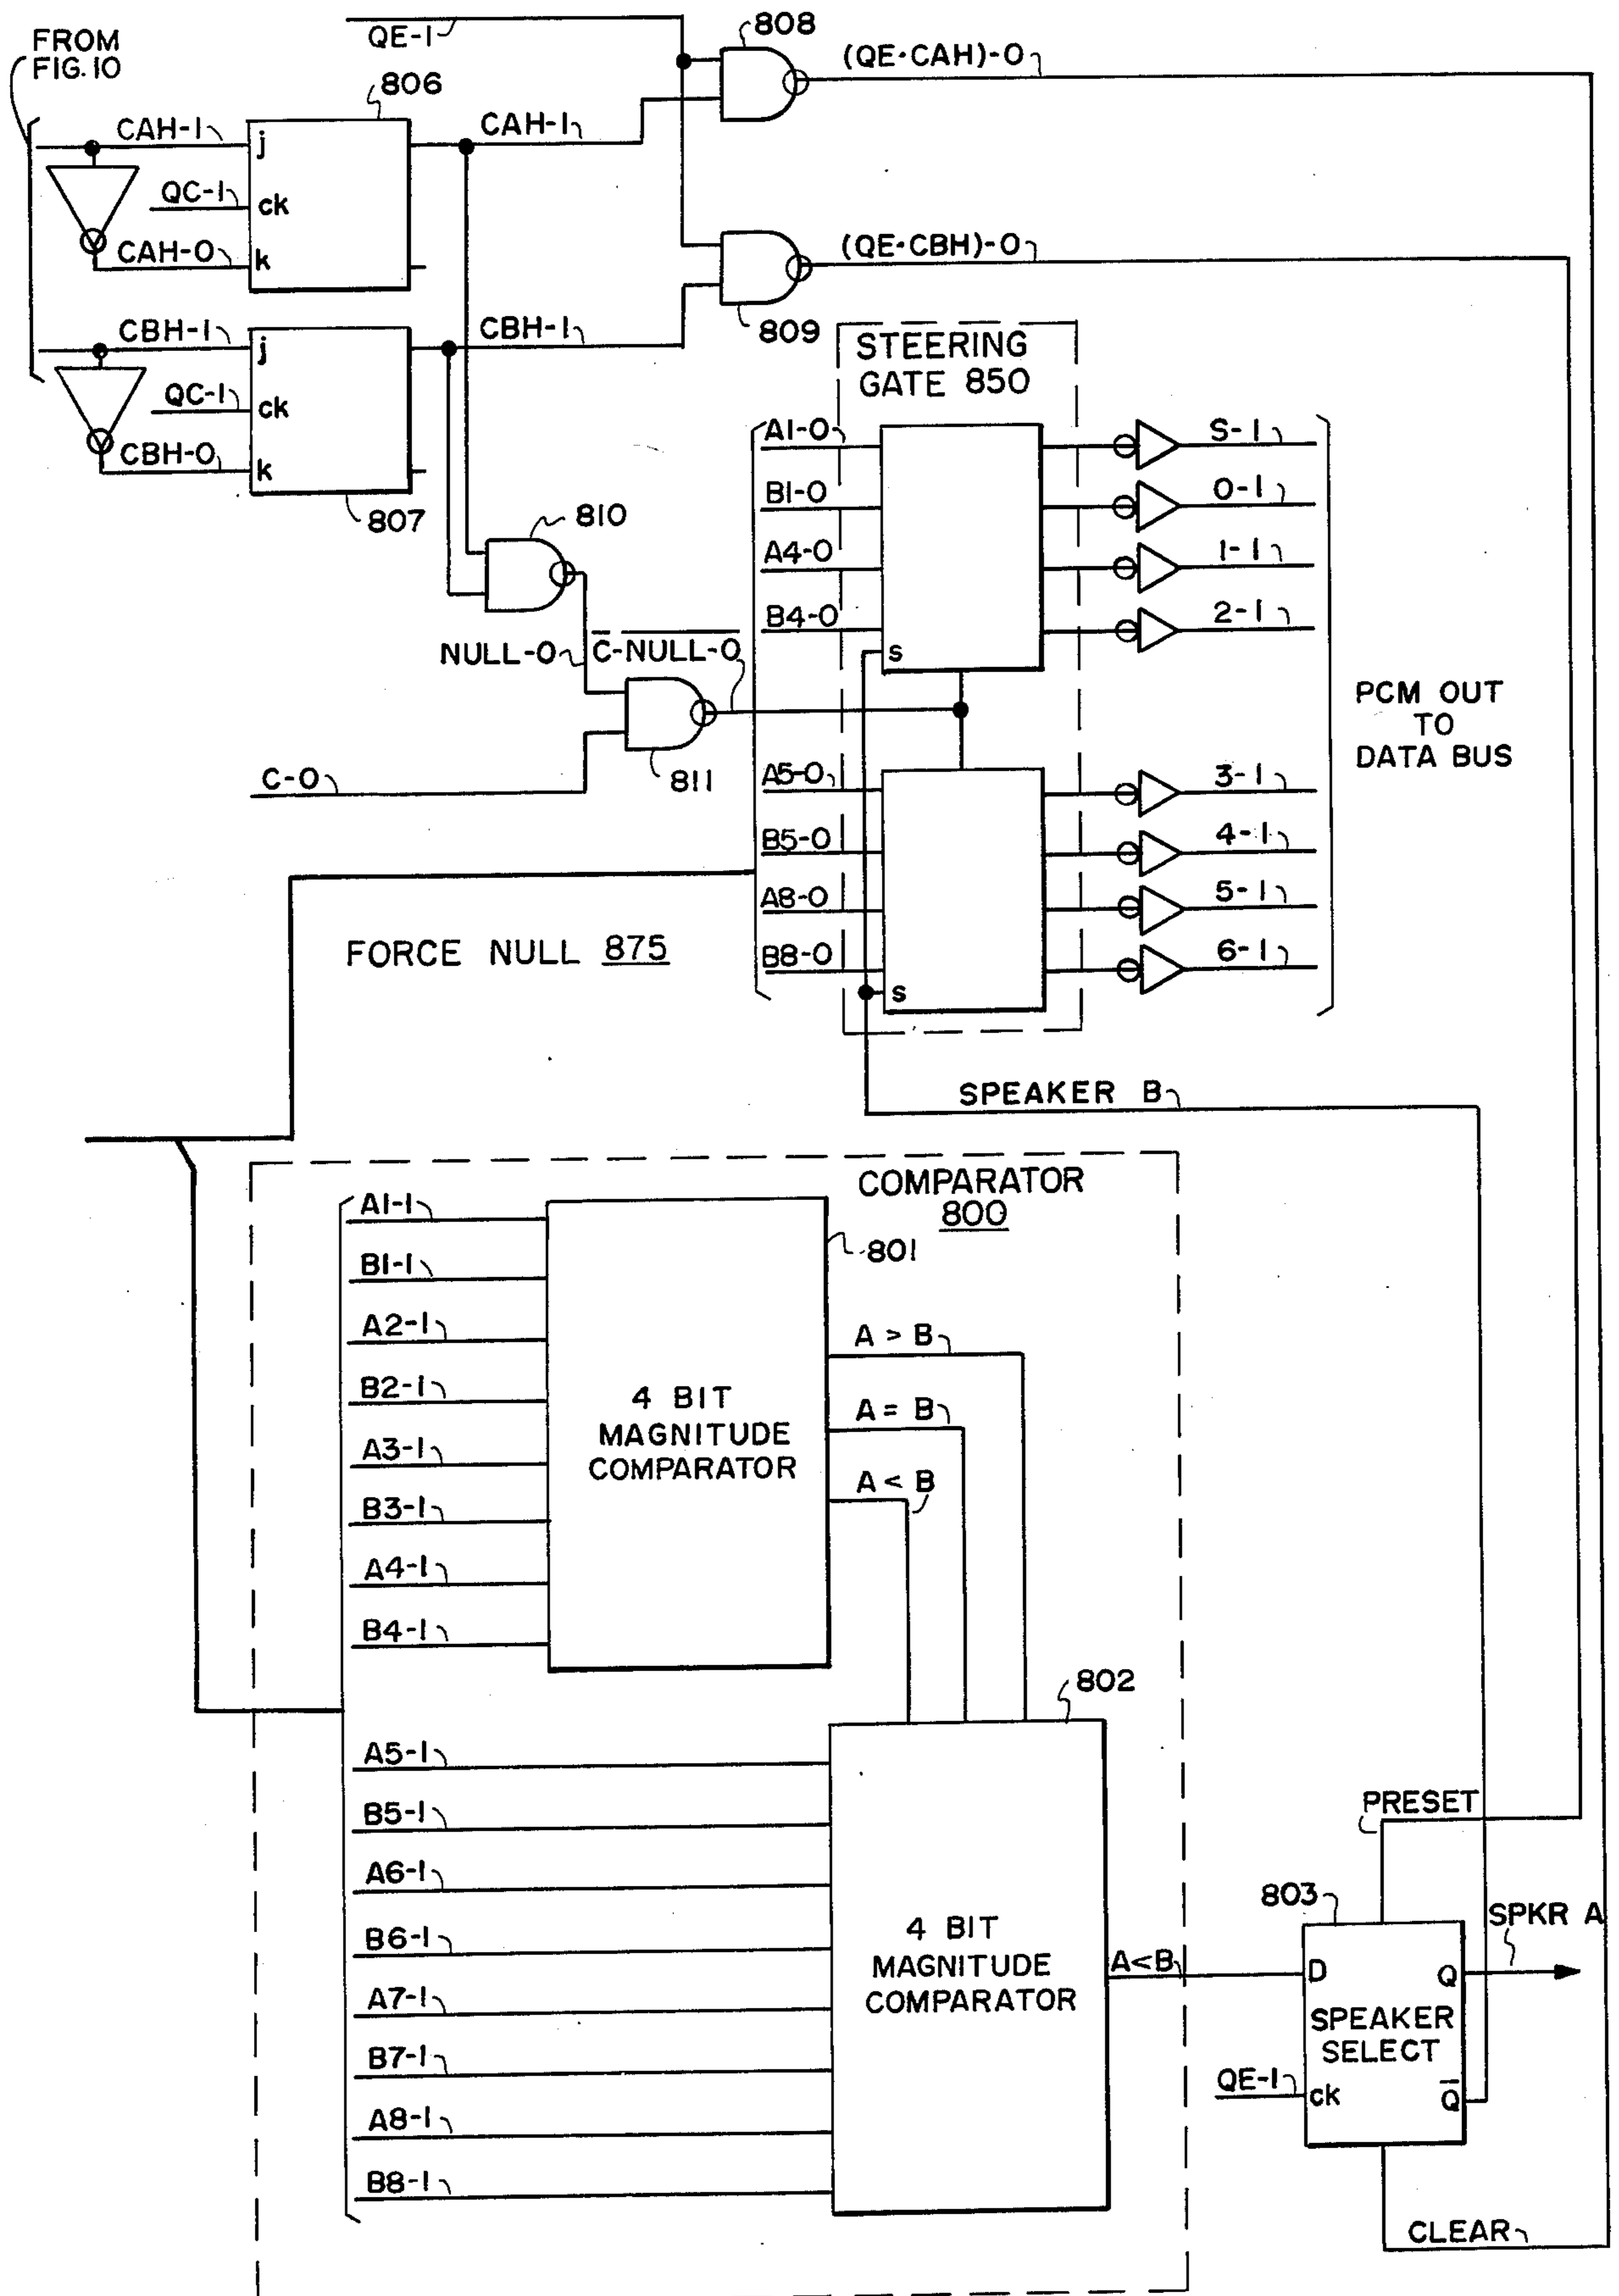 FROM
FIG. 10
QE-1
808
(QE·CAH)-0
806
CAH-1
j
CAH-1
QC-1
ck
CAH-0
k
(QE·CBH)-0
809
CBH-1
j
CBH-1
QC-1
ck
CBH-0
k
807
STEERING
GATE 850
810
NULL-0
C̅-N̅U̅L̅L̅-0̅
C-0
811
A1-0
B1-0
A4-0
B4-0
s
S-1
0-1
1-1
2-1
A5-0
B5-0
A8-0
B8-0
s
3-1
4-1
5-1
6-1
PCM OUT
TO
DATA BUS
FORCE NULL 875
SPEAKER B
COMPARATOR
800
A1-1
B1-1
A2-1
B2-1
A3-1
B3-1
A4-1
B4-1
801
4 BIT
MAGNITUDE
COMPARATOR
A > B
A = B
A < B
802
A5-1
B5-1
A6-1
B6-1
A7-1
B7-1
A8-1
B8-1
4 BIT
MAGNITUDE
COMPARATOR
A<B
PRESET
803
SPKR A
D
Q
SPEAKER
SELECT
QE-1
ck
Q̅
CLEAR